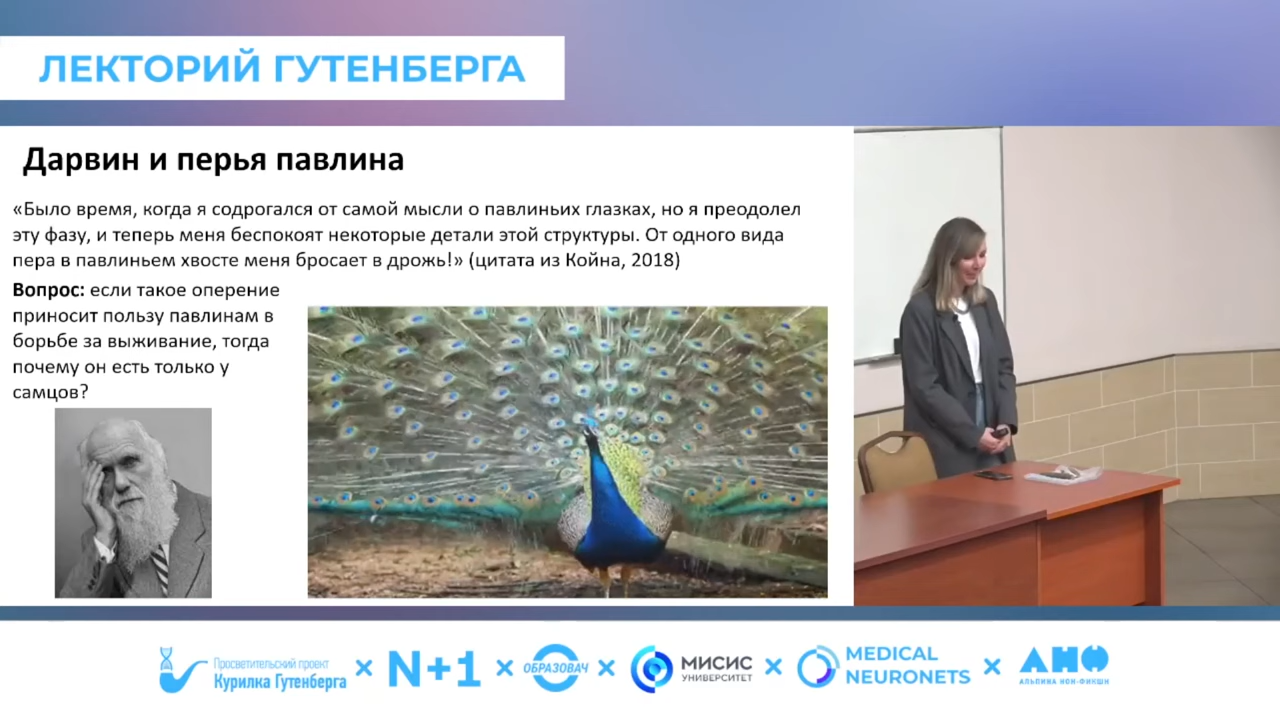 ЛЕКТОРИЙ ГУТЕНБЕРГА
Дарвин и перья павлина
«Было время, когда я содрогался от самой мысли о павлиньих глазках, но я преодолел
эту фазу, и теперь меня беспокоят некоторые детали этой структуры. От одного вида
пера в павлиньем хвосте меня бросает в дрожь!» (цитата из Койна, 2018)
Вопрос: если такое оперение
приносит пользу павлинам в
борьбе за выживание, тогда
почему он есть только у
самцов?
Просветительский проект
Курилка Гутенберга
N+1
ОБРАЗОВАЧ
МИСИС
УНИВЕРСИТЕТ
MEDICAL
NEURONETS
АНФ
АЛЬПИНА НОН-ФИКШН